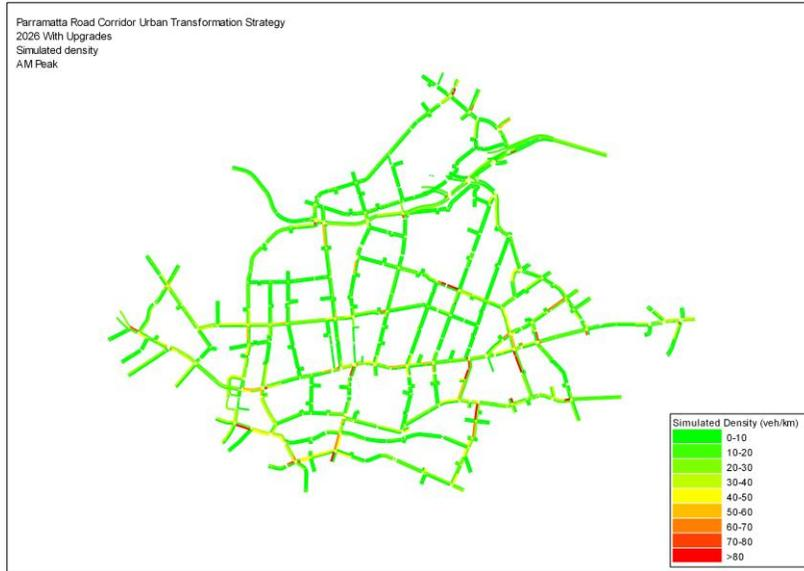 Parramatta Road Corridor Urban Transformation Strategy
2026 With Upgrades
Simulated density
AM Peak
Simulated Density (veh/km)
0-10
10-20
20-30
30-40
40-50
50-60
60-70
70-80
>80